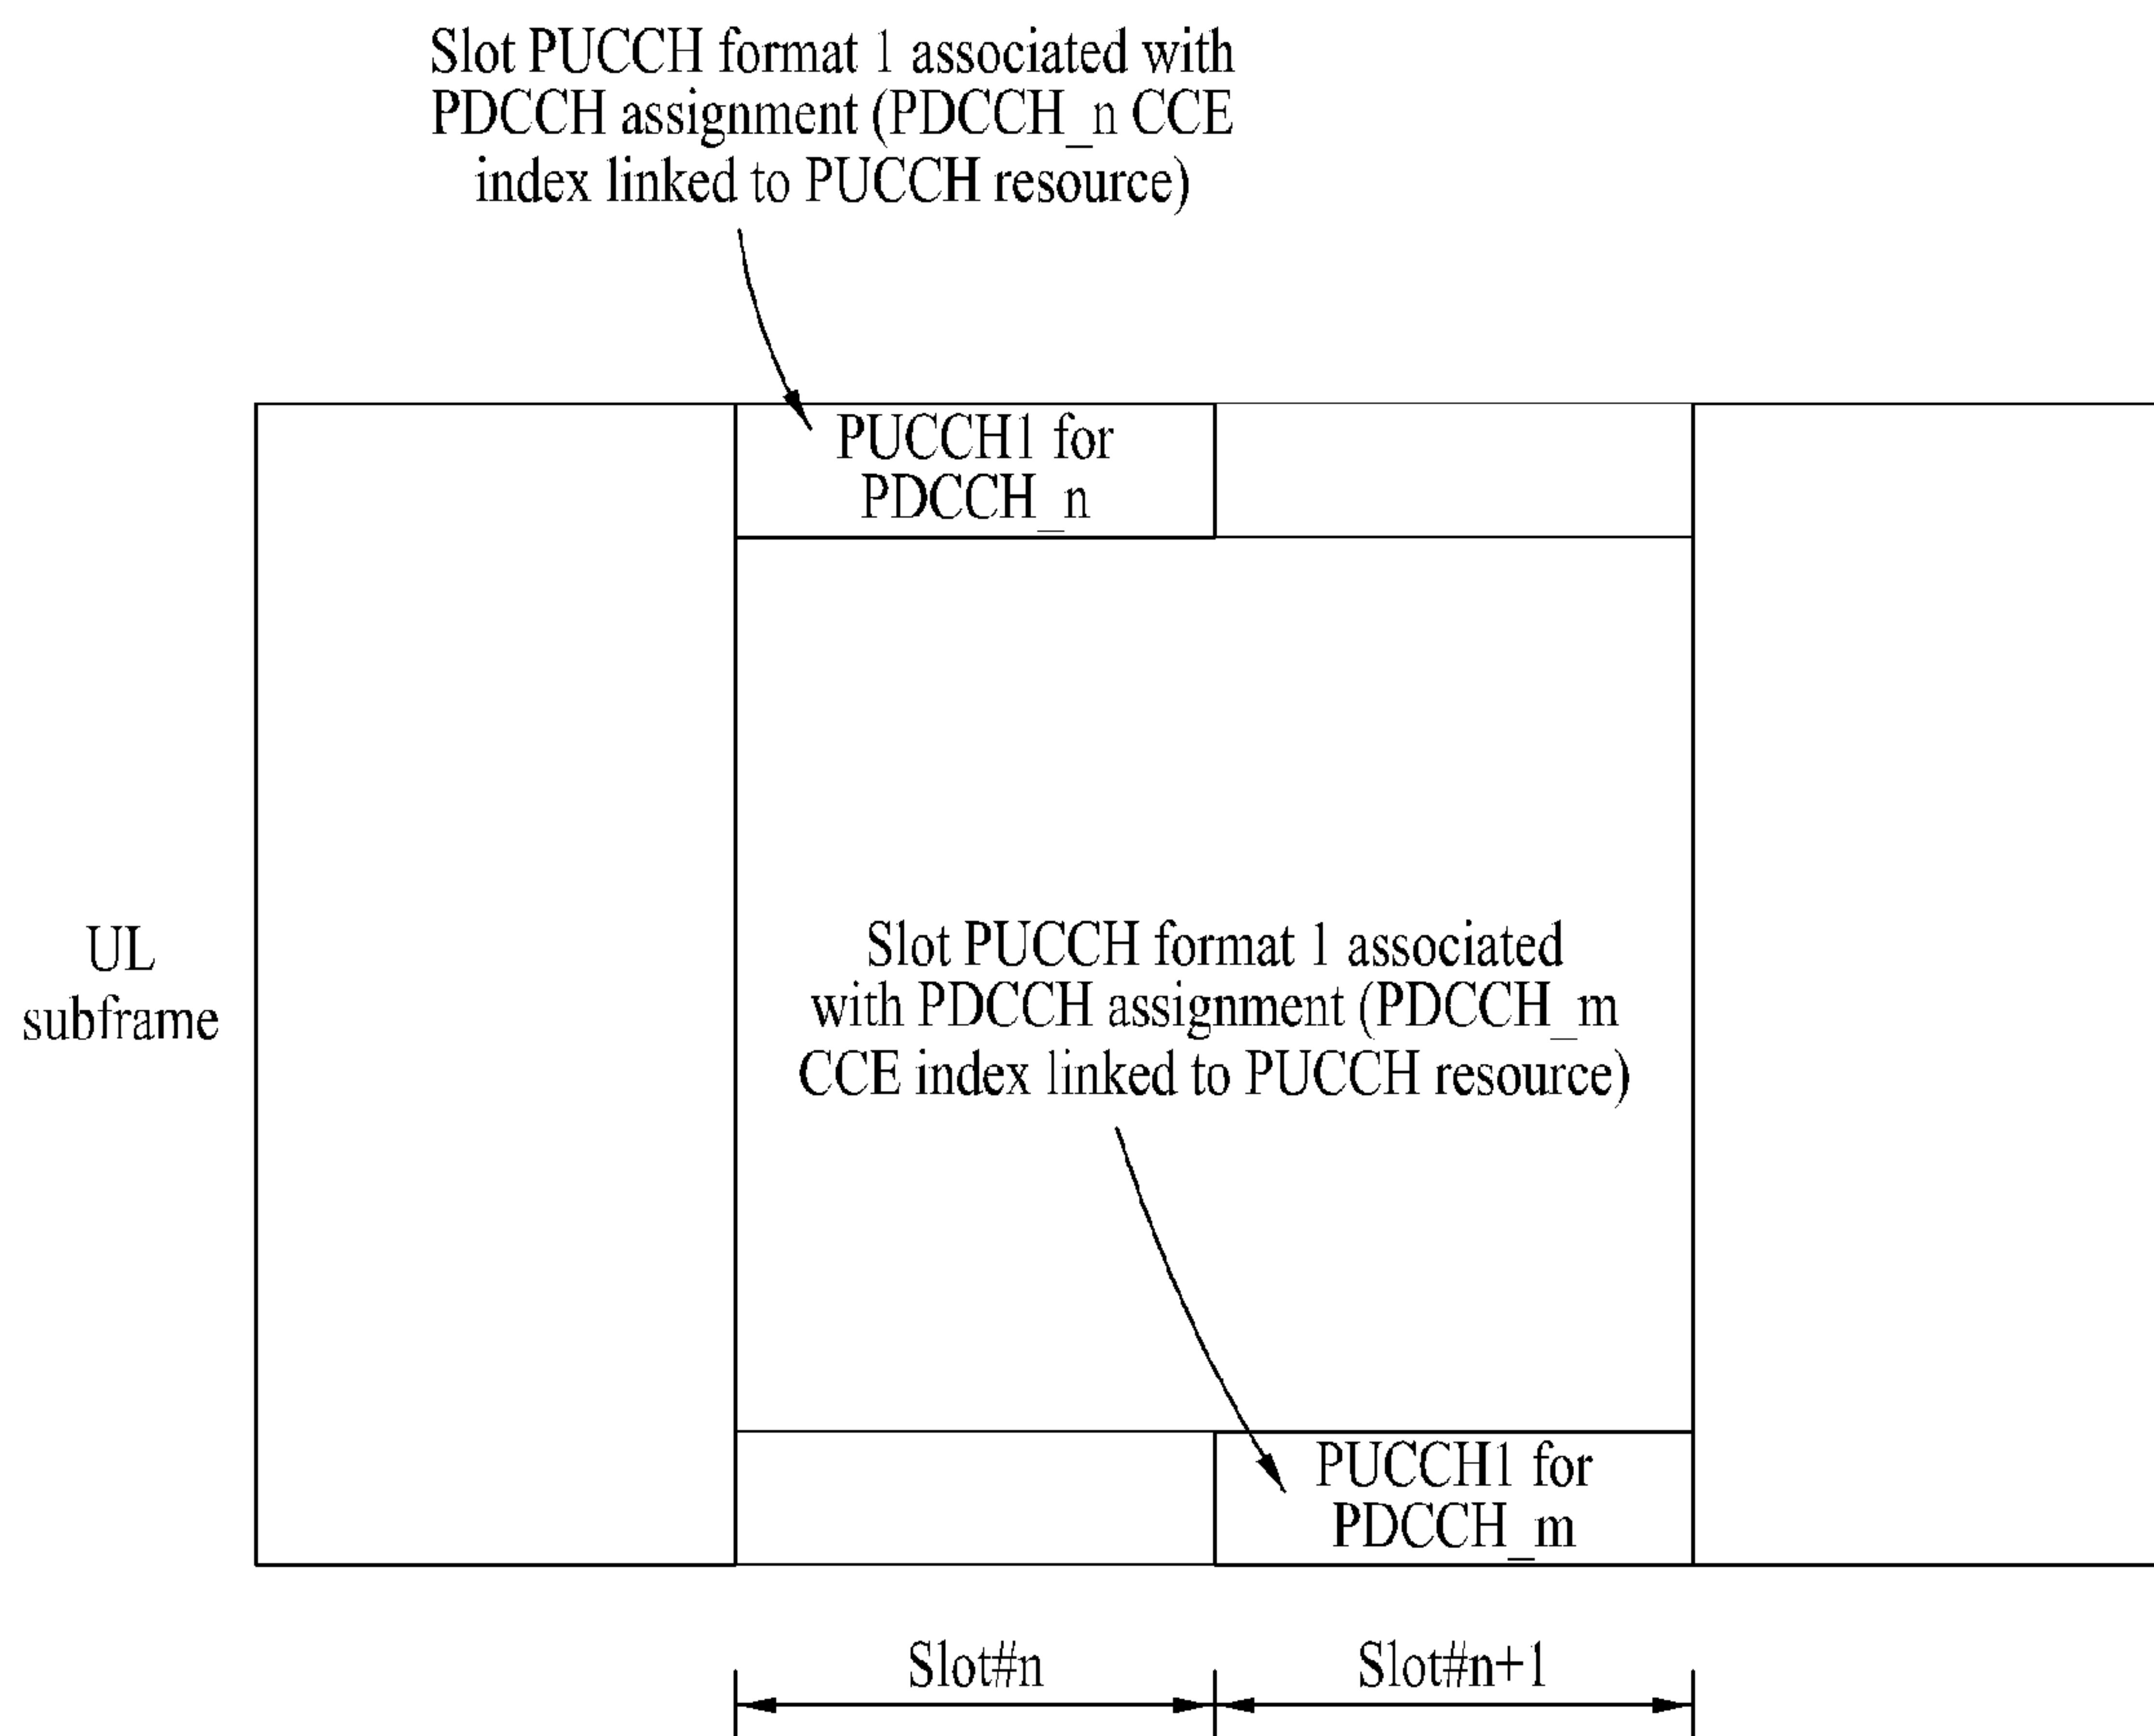 Slot PUCCH format 1 associated with
PDCCH assignment (PDCCH_n CCE
index linked to PUCCH resource)
PUCCH1 for
PDCCH_n
UL
subframe
Slot PUCCH format 1 associated
with PDCCH assignment (PDCCH_m
CCE index linked to PUCCH resource)
PUCCH1 for
PDCCH_m
Slot#n
Slot#n+1